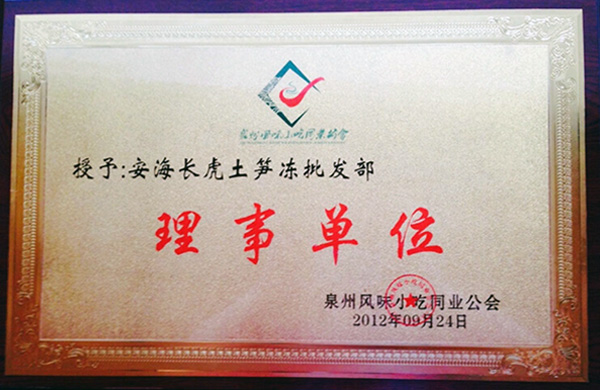 泉州风味小吃同业公会
授予:安海长虎土笋冻批发部
理事单位
泉州风味小吃同业公会
2012年09月24日